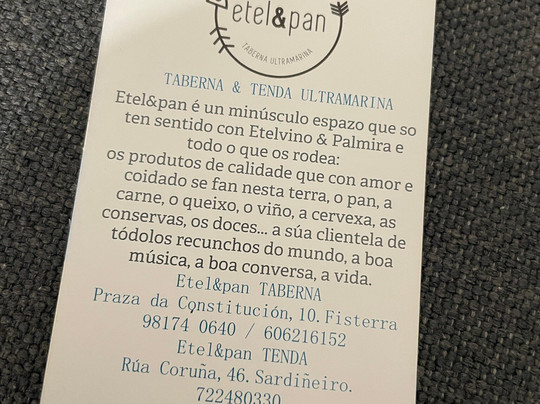 etel&pan
TABERNA ULTRAMARINA
TABERNA & TENDA ULTRAMARINA
Etel&pan é un minúsculo espazo que so
ten sentido con Etelvino & Palmira e
todo o que os rodea:
os produtos de calidade que con amor e
coidado se fan nesta terra, o pan, a
carne, o queixo, o viño, a cervexa, as
conservas, os doces... a súa clientela de
tódolos recunchos do mundo, a boa
música, a boa conversa, a vida.
Etel&pan TABERNA
Praza da Constitución, 10. Fisterra
98174 0640 / 606216152
Etel&pan TENDA
Rúa Coruña, 46. Sardiñeiro.
722480330